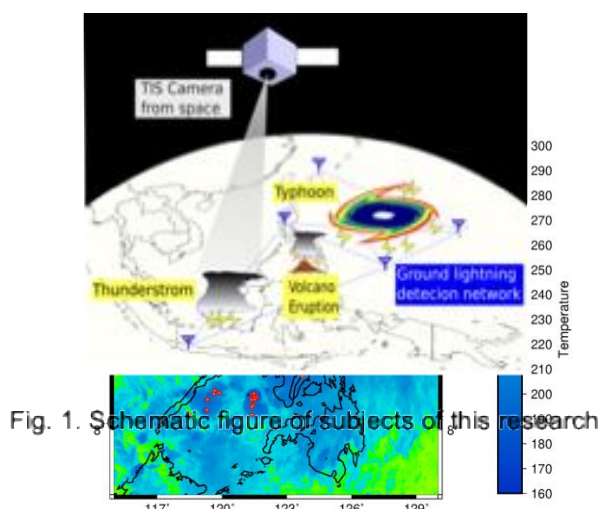 TIS Camera
from space
Typhoon
Thunderstrom
Volcano
Eruption
Ground lightning
detecion network
300
290
280
270
260
250
240
230
220
210
200
190
180
170
160
Temperature
Fig. 1. Schematic figure of subjects of this research
117°
120°
123°
126°
129°